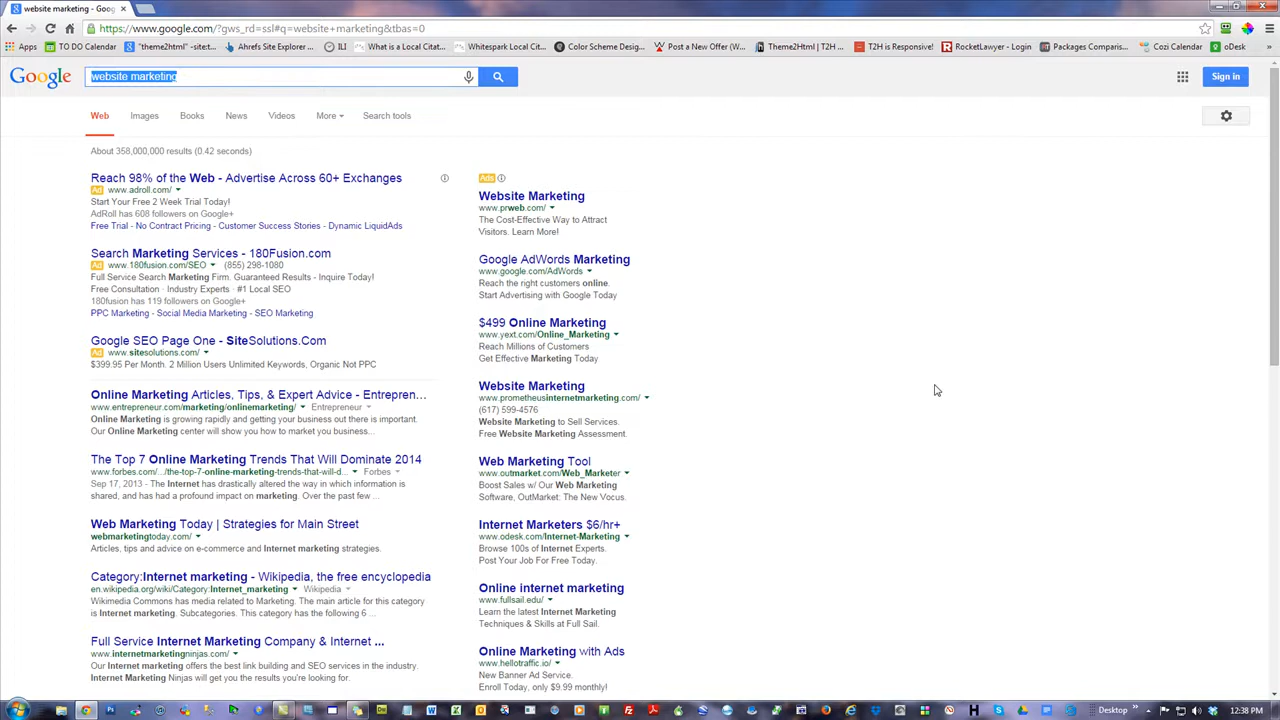 website marketing - Goo
https://www.google.com/?gws_rd=ssl#q=website+marketing&tbas=0
Apps TO DO Calendar "theme2html" -sitet... Ahrefs Site Explorer ... ILI What is a Local Citat... Whitespark Local Cit... Color Scheme Design... Post a New Offer (W... Theme2Html | T2H ... T2H is Responsive! RocketLawyer - Login Packages Comparis... Cozi Calendar oDesk
Google website marketing Sign in
Web Images Books News Videos More Search tools
About 358,000,000 results (0.42 seconds)
Reach 98% of the Web - Advertise Across 60+ Exchanges
Ad www.adroll.com/
Start Your Free 2 Week Trial Today!
AdRoll has 608 followers on Google+
Free Trial - No Contract Pricing - Customer Success Stories - Dynamic LiquidAds
Search Marketing Services - 180Fusion.com
Ad www.180fusion.com/SEO (855) 298-1080
Full Service Search Marketing Firm. Guaranteed Results - Inquire Today!
Free Consultation · Industry Experts · #1 Local SEO
180fusion has 119 followers on Google+
PPC Marketing - Social Media Marketing - SEO Marketing
Google SEO Page One - SiteSolutions.Com
Ad www.sitesolutions.com/
$399.95 Per Month. 2 Million Users Unlimited Keywords, Organic Not PPC
Online Marketing Articles, Tips, & Expert Advice - Entrepren...
www.entrepreneur.com/marketing/onlinemarketing/ Entrepreneur
Online Marketing is growing rapidly and getting your business out there is important.
Our Online Marketing center will show you how to market you business...
The Top 7 Online Marketing Trends That Will Dominate 2014
www.forbes.com/.../the-top-7-online-marketing-trends-that-will-d... Forbes
Sep 17, 2013 - The Internet has drastically altered the way in which information is
shared, and has had a profound impact on marketing. Over the past few ...
Web Marketing Today | Strategies for Main Street
webmarketingtoday.com/
Articles, tips and advice on e-commerce and Internet marketing strategies.
Category:Internet marketing - Wikipedia, the free encyclopedia
en.wikipedia.org/wiki/Category:Internet_marketing Wikipedia
Wikimedia Commons has media related to Marketing. The main article for this category
is Internet marketing. Subcategories. This category has the following 6 ...
Full Service Internet Marketing Company & Internet ...
www.internetmarketingninjas.com/
Our Internet marketing offers the best link building and SEO services in the industry.
Internet Marketing Ninjas will get you the results you're looking for.
Ads
Website Marketing
www.prweb.com/
The Cost-Effective Way to Attract
Visitors. Learn More!
Google AdWords Marketing
www.google.com/AdWords
Reach the right customers online.
Start Advertising with Google Today
$499 Online Marketing
www.yext.com/Online_Marketing
Reach Millions of Customers
Get Effective Marketing Today
Website Marketing
www.prometheusinternetmarketing.com/
(617) 599-4576
Website Marketing to Sell Services.
Free Website Marketing Assessment.
Web Marketing Tool
www.outmarket.com/Web_Marketer
Boost Sales w/ Our Web Marketing
Software, OutMarket: The New Vocus.
Internet Marketers $6/hr+
www.odesk.com/Internet-Marketing
Browse 100s of Internet Experts.
Post Your Job For Free Today.
Online internet marketing
www.fullsail.edu/
Learn the latest Internet Marketing
Techniques & Skills at Full Sail.
Online Marketing with Ads
www.hellotraffic.io/
New Banner Ad Service.
Enroll Today, only $9.99 monthly!
Desktop 12:38 PM